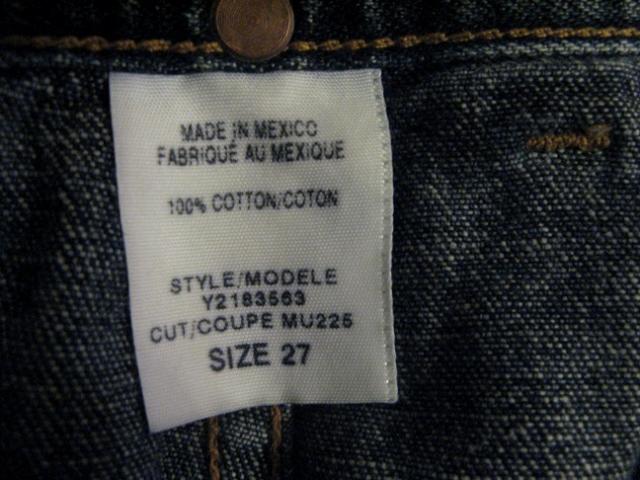 MADE IN MEXICO
FABRIQUÉ AU MEXIQUE
100% COTTON/COTON
STYLE/MODELE
Y2183563
CUT/COUPE MU225
SIZE 27